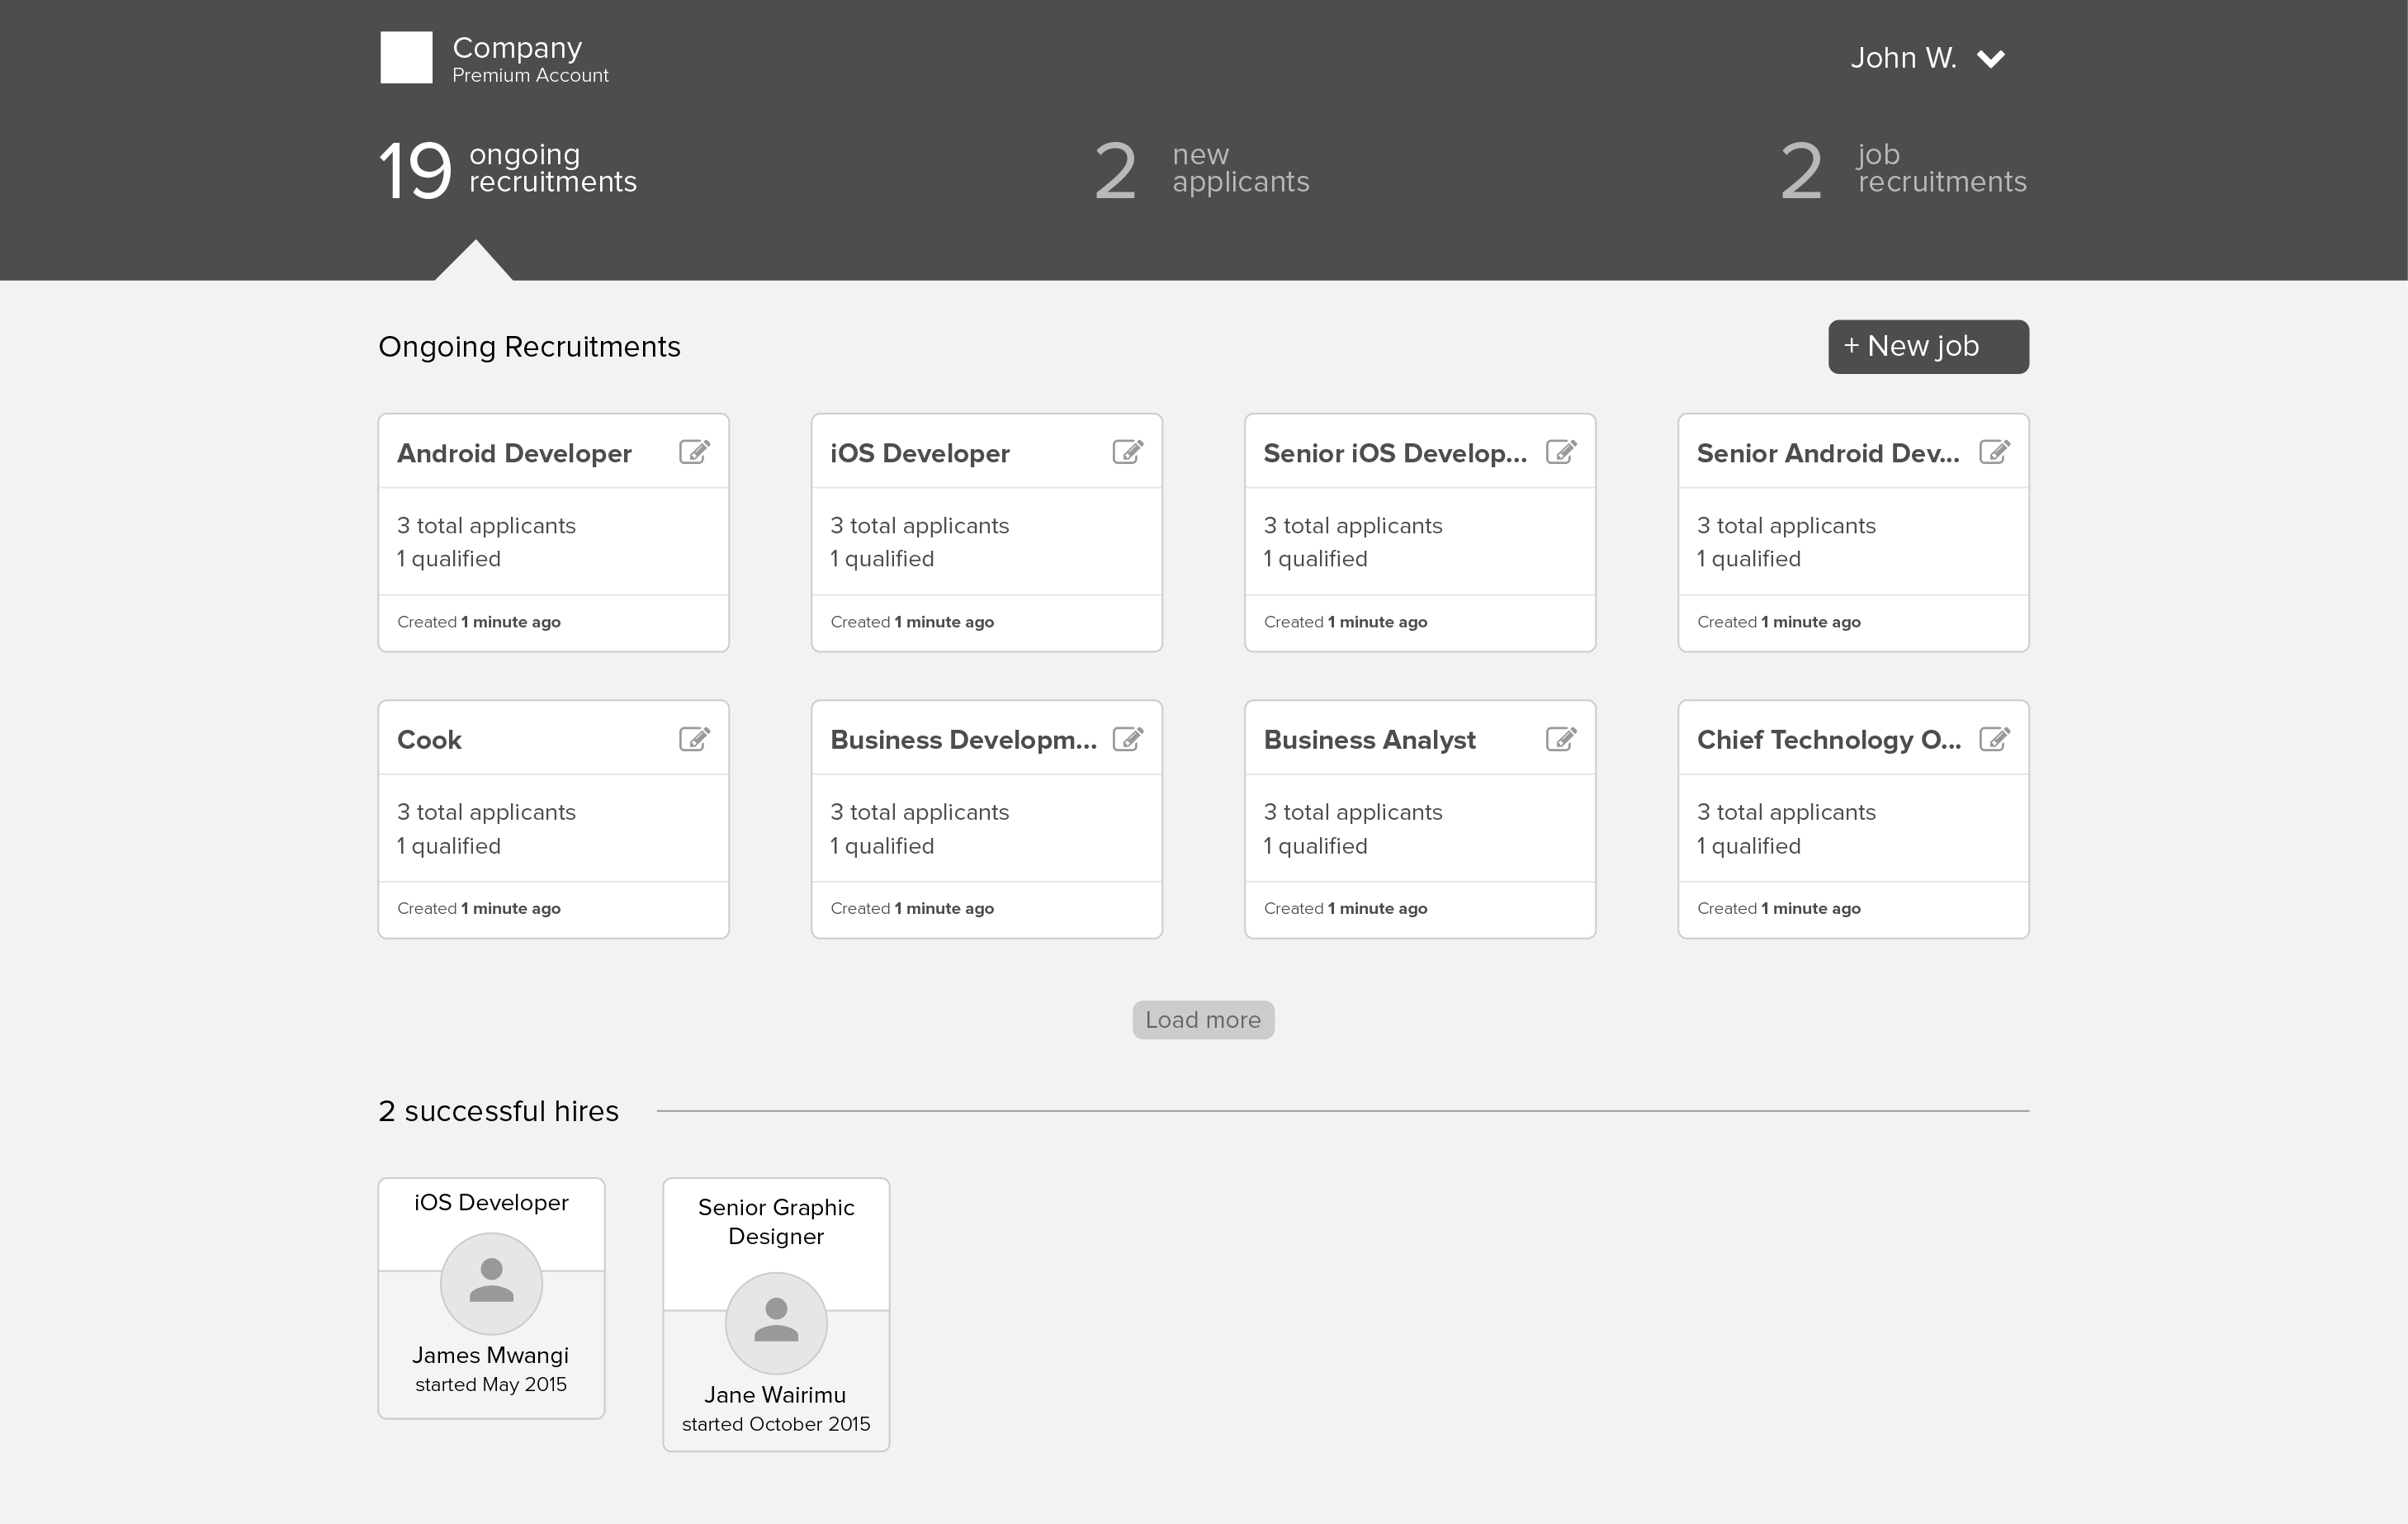 Company
Premium Account
John W.
19 ongoing
recruitments
2 new
applicants
2 job
recruitments
Ongoing Recruitments
+ New job
Android Developer
3 total applicants
1 qualified
Created 1 minute ago
iOS Developer
3 total applicants
1 qualified
Created 1 minute ago
Senior iOS Develop...
3 total applicants
1 qualified
Created 1 minute ago
Senior Android Dev...
3 total applicants
1 qualified
Created 1 minute ago
Cook
3 total applicants
1 qualified
Created 1 minute ago
Business Developm...
3 total applicants
1 qualified
Created 1 minute ago
Business Analyst
3 total applicants
1 qualified
Created 1 minute ago
Chief Technology O...
3 total applicants
1 qualified
Created 1 minute ago
Load more
2 successful hires
iOS Developer
James Mwangi
started May 2015
Senior Graphic
Designer
Jane Wairimu
started October 2015